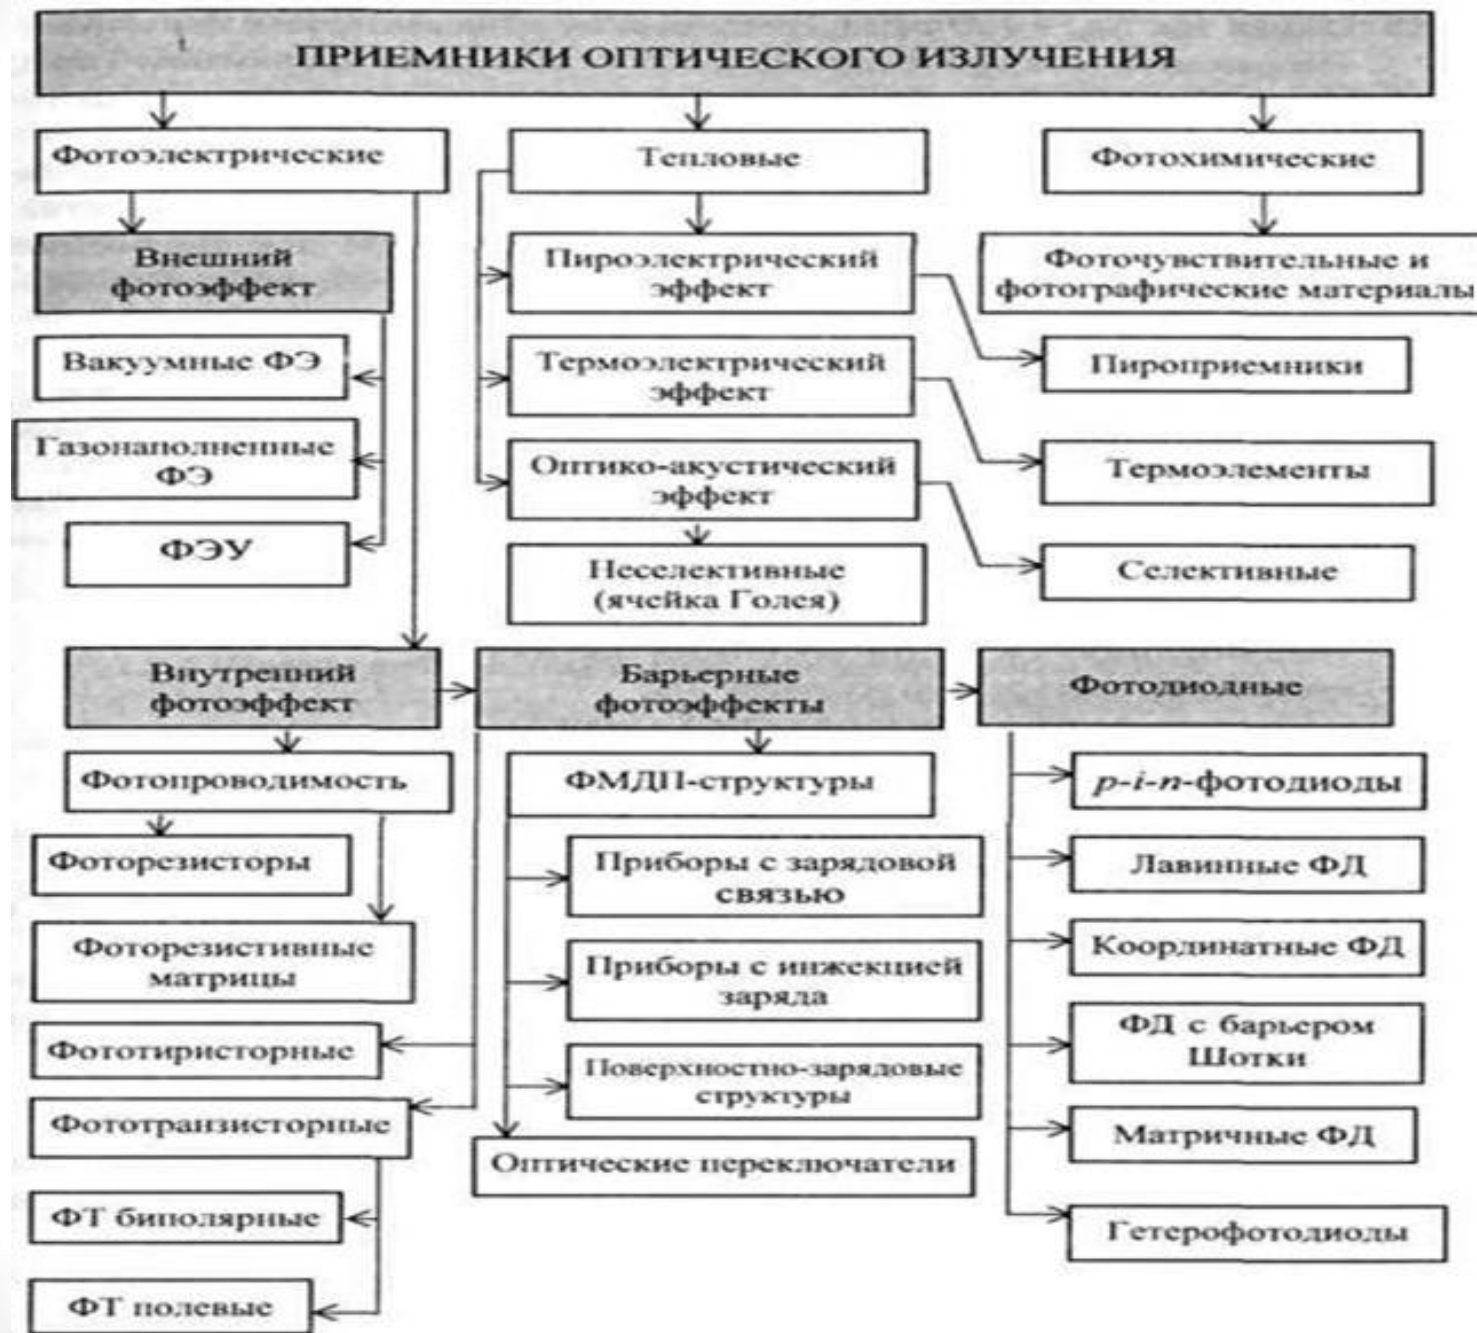 ПРИЕМНИКИ ОПТИЧЕСКОГО ИЗЛУЧЕНИЯ
Фотоэлектрические
Тепловые
Фотохимические
Внешний
фотоэффект
Пироэлектрический
эффект
Фоточувствительные и
фотографические материалы
Вакуумные ФЭ
Термоэлектрический
эффект
Пироприемники
Газонаполненные
ФЭ
Оптико-акустический
эффект
Термоэлементы
ФЭУ
Неселективные
(ячейка Голея)
Селективные
Внутренний
фотоэффект
Барьерные
фотоэффекты
Фотодиодные
Фотопроводимость
ФМДП-структуры
p-i-n-фотодиоды
Фоторезисторы
Приборы с зарядовой
связью
Лавинные ФД
Фоторезистивные
матрицы
Приборы с инжекцией
заряда
Координатные ФД
Фототиристорные
Поверхностно-зарядовые
структуры
ФД с барьером
Шотки
Фототранзисторные
Оптические переключатели
Матричные ФД
ФТ биполярные
Гетерофотодиоды
ФТ полевые